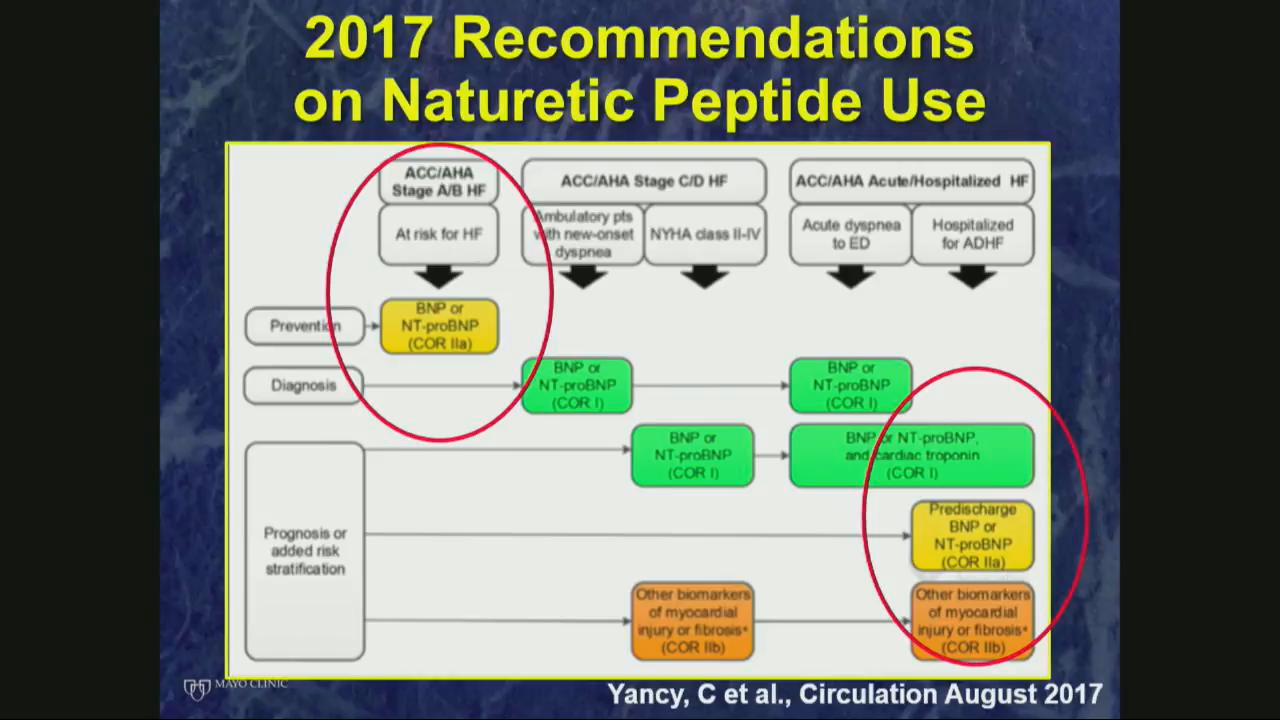 2017 Recommendations
on Naturetic Peptide Use
ACC/AHA
Stage A/B HF
ACC/AHA Stage C/D HF
ACC/AHA Acute/Hospitalized HF
At risk for HF
Ambulatory pts
with new-onset
dyspnea
NYHA class II-IV
Acute dyspnea
to ED
Hospitalized
for ADHF
Prevention
BNP or
NT-proBNP
(COR IIa)
Diagnosis
BNP or
NT-proBNP
(COR I)
BNP or
NT-proBNP
(COR I)
Prognosis or
added risk
stratification
BNP or
NT-proBNP
(COR I)
BNP or NT-proBNP,
and cardiac troponin
(COR I)
Predischarge
BNP or
NT-proBNP
(COR IIa)
Other biomarkers
of myocardial
injury or fibrosis*
(COR IIb)
Other biomarkers
of myocardial
injury or fibrosis*
(COR IIb)
MAYO CLINIC
Yancy, C et al., Circulation August 2017